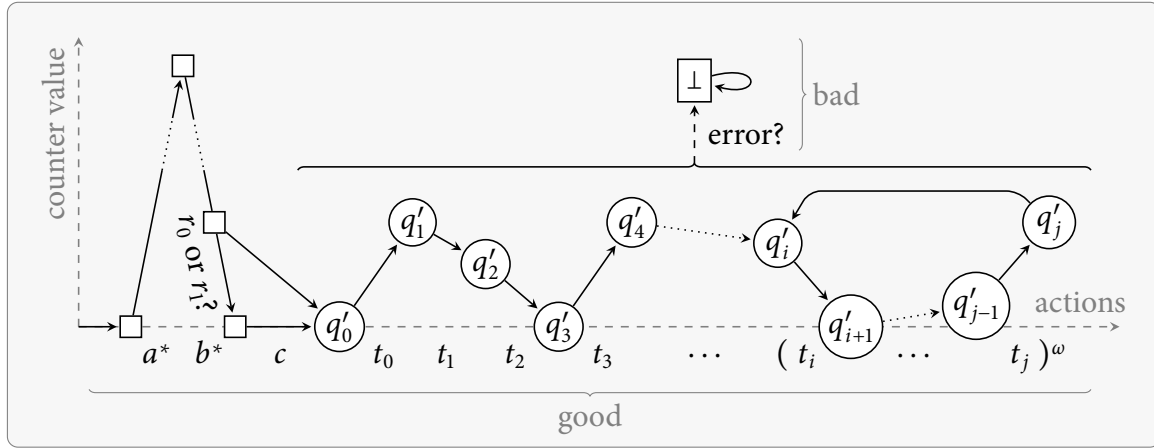 counter value
⊥
bad
error?
r₀ or r₁?
q′₀
q′₁
q′₂
q′₃
q′₄
q′ᵢ
q′ᵢ₊₁
q′ⱼ₋₁
q′ⱼ
actions
a* b* c t₀ t₁ t₂ t₃ ⋯ ( tᵢ ⋯ tⱼ )^ω
good